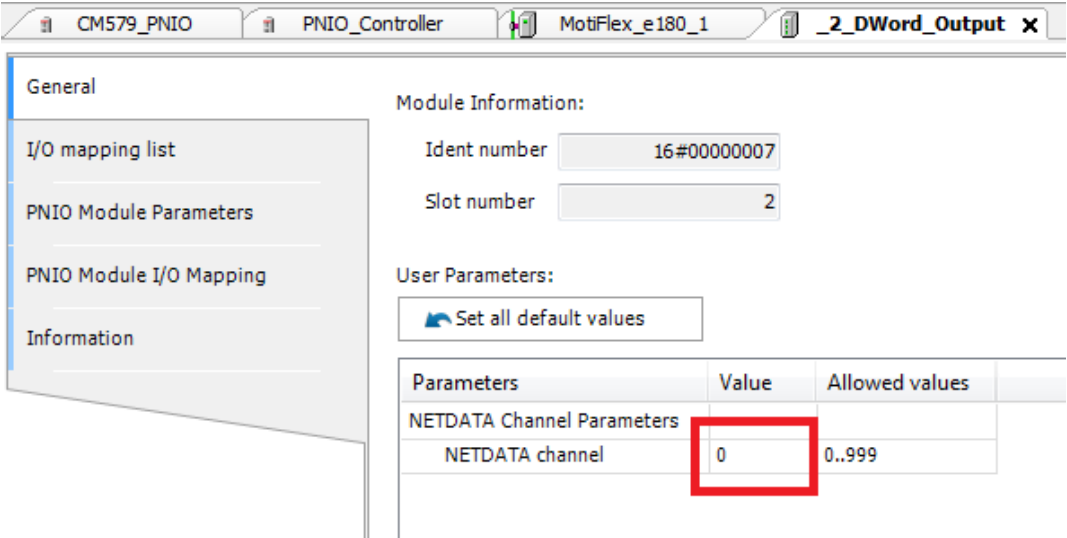 CM579_PNIO PNIO_Controller MotiFlex_e180_1 _2_DWord_Output
General
Module Information:
I/O mapping list
Ident number 16#00000007
PNIO Module Parameters
Slot number 2
PNIO Module I/O Mapping
User Parameters:
Set all default values
Information
Parameters Value Allowed values
NETDATA Channel Parameters
NETDATA channel 0 0..999